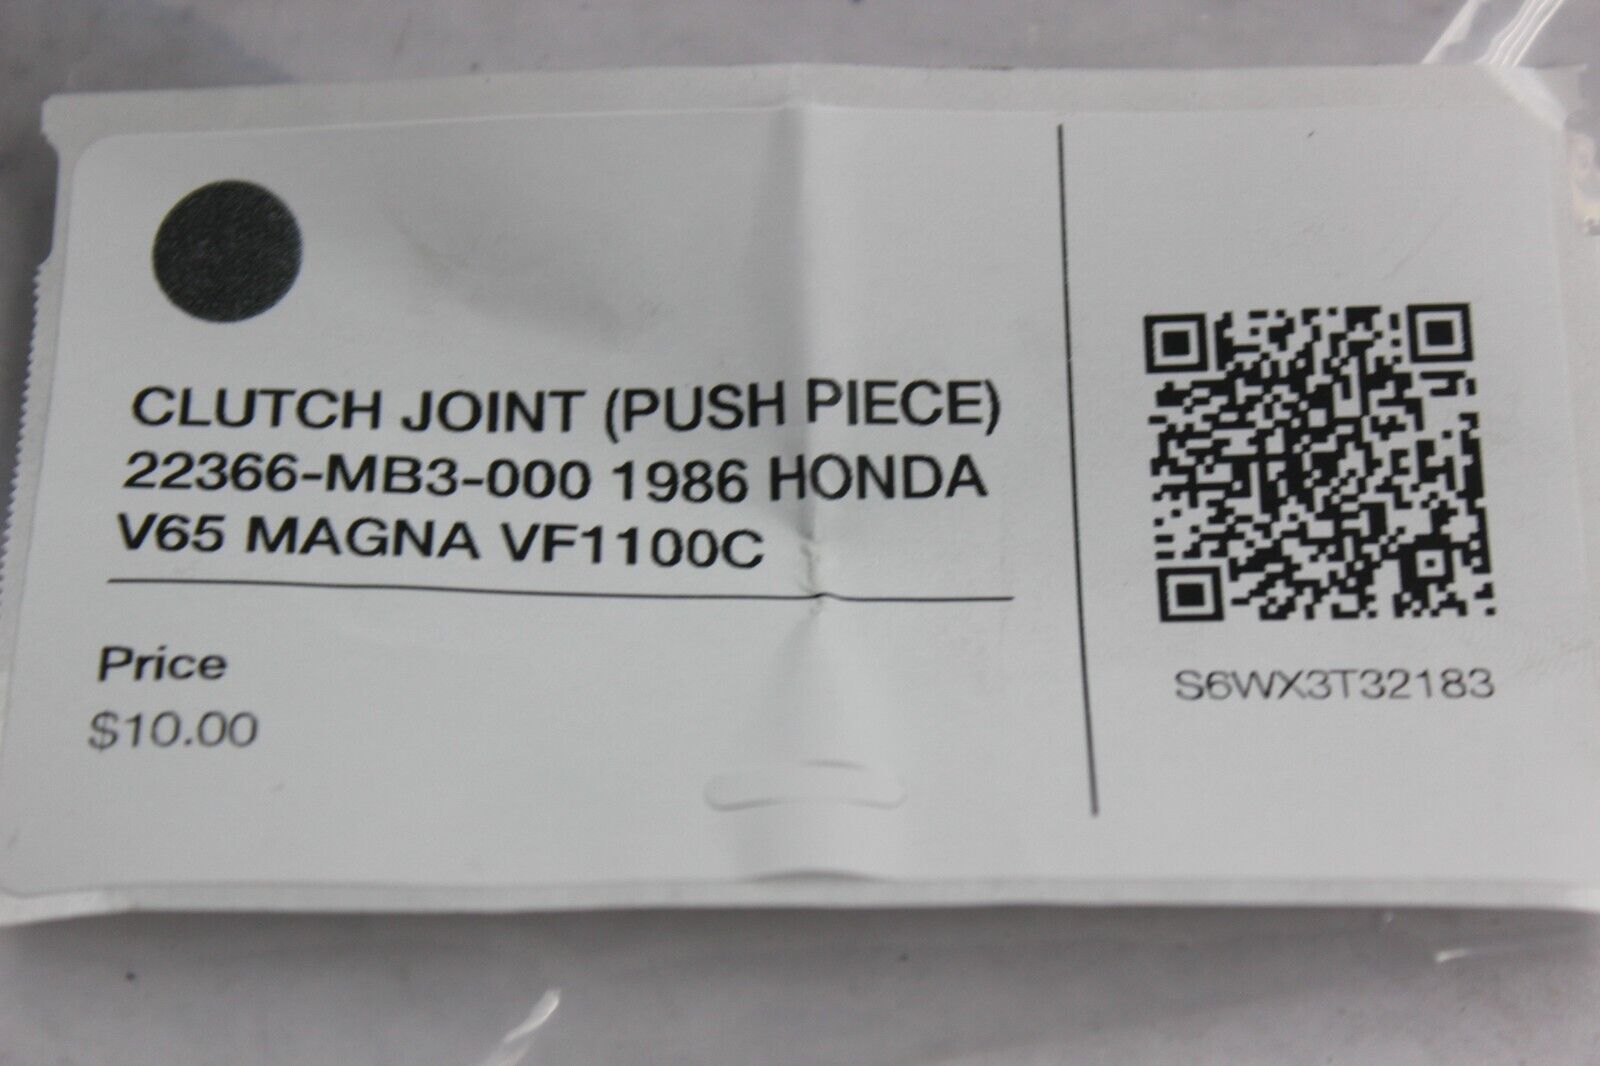 CLUTCH JOINT (PUSH PIECE)
22366-MB3-000 1986 HONDA
V65 MAGNA VF1100C
Price
$10.00
S6WX3T32183